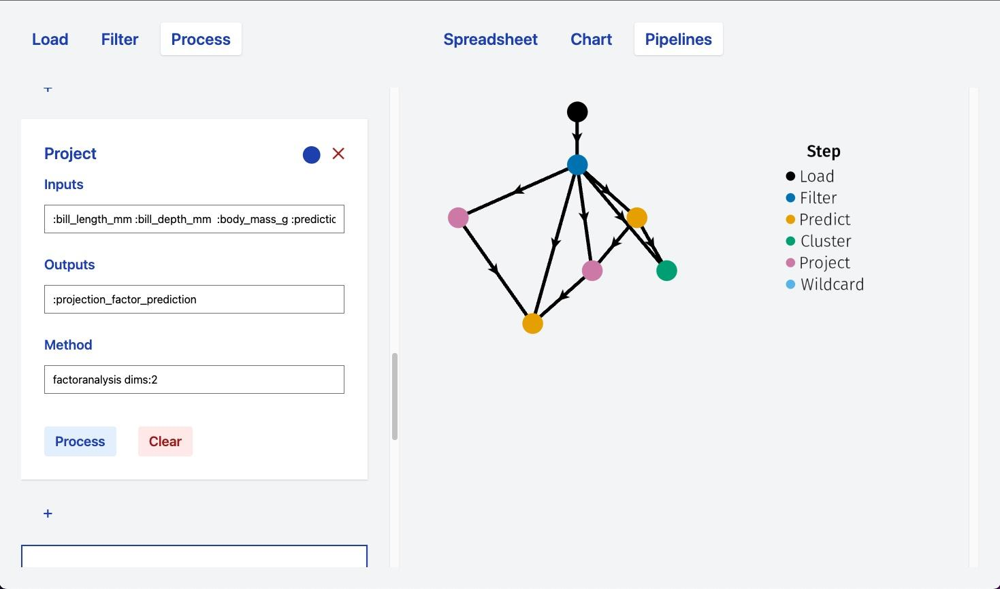 Load Filter Process
Spreadsheet Chart Pipelines
+
Project
Inputs
:bill_length_mm :bill_depth_mm :body_mass_g :predictic
Outputs
:projection_factor_prediction
Method
factoranalysis dims:2
Process Clear
+
Step
Load
Filter
Predict
Cluster
Project
Wildcard